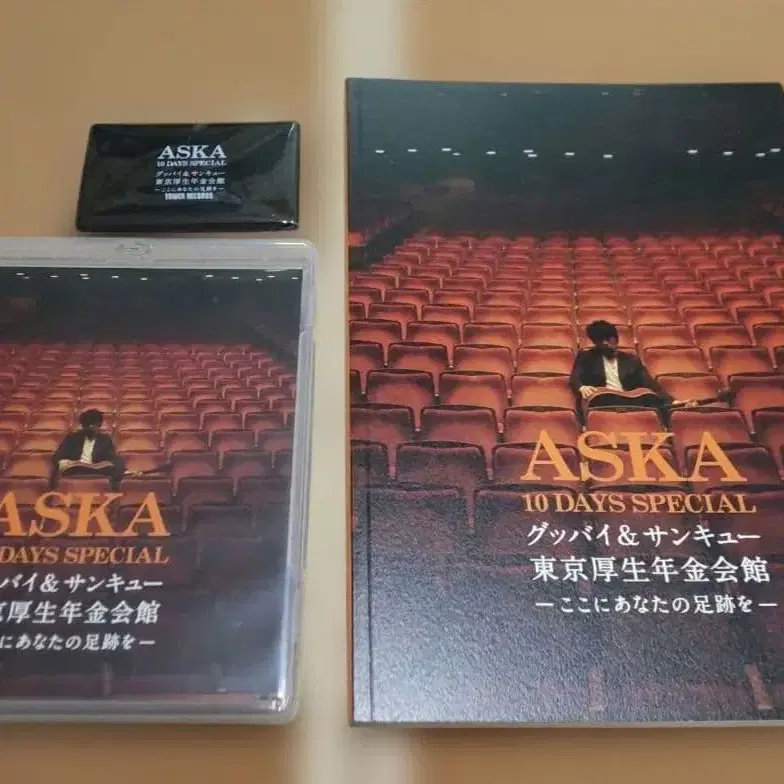 ASKA
10 DAYS SPECIAL
グッバイ&サンキュー
東京厚生年金会館
ーここにあなたの足跡をー
TOWER RECORDS
ASKA
DAYS SPECIAL
バイ&サンキュー
京厚生年金会館
にあなたの足跡をー
ASKA
10 DAYS SPECIAL
グッバイ&サンキュー
東京厚生年金会館
ーここにあなたの足跡をー